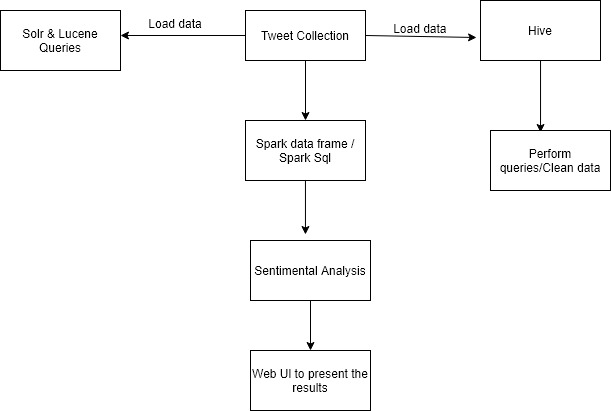 Solr & Lucene
Queries
Load data
Tweet Collection
Load data
Hive
Spark data frame /
Spark Sql
Perform
queries/Clean data
Sentimental Analysis
Web UI to present the
results